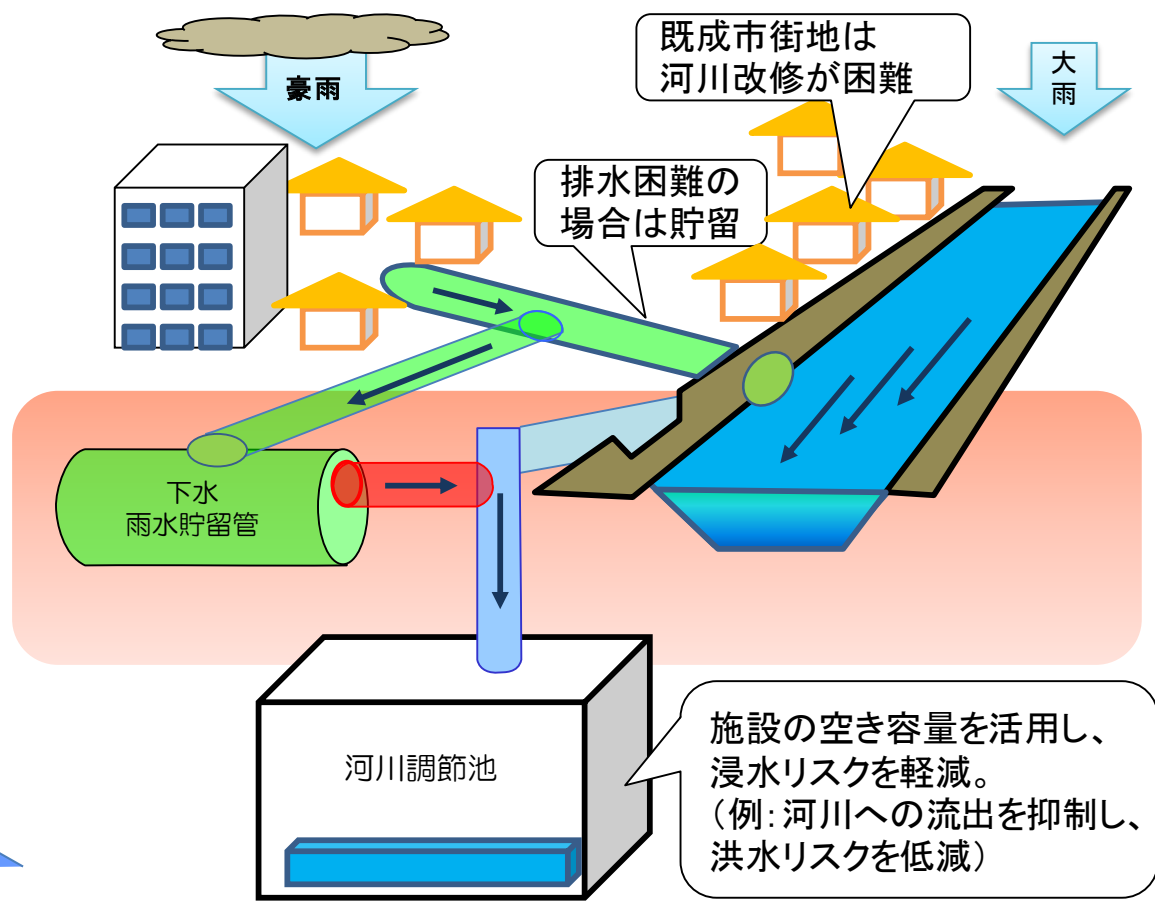 豪雨
既成市街地は
河川改修が困難
大
雨
排水困難の
場合は貯留
下水
雨水貯留管
河川調節池
施設の空き容量を活用し、
浸水リスクを軽減。
（例：河川への流出を抑制し、
洪水リスクを低減）